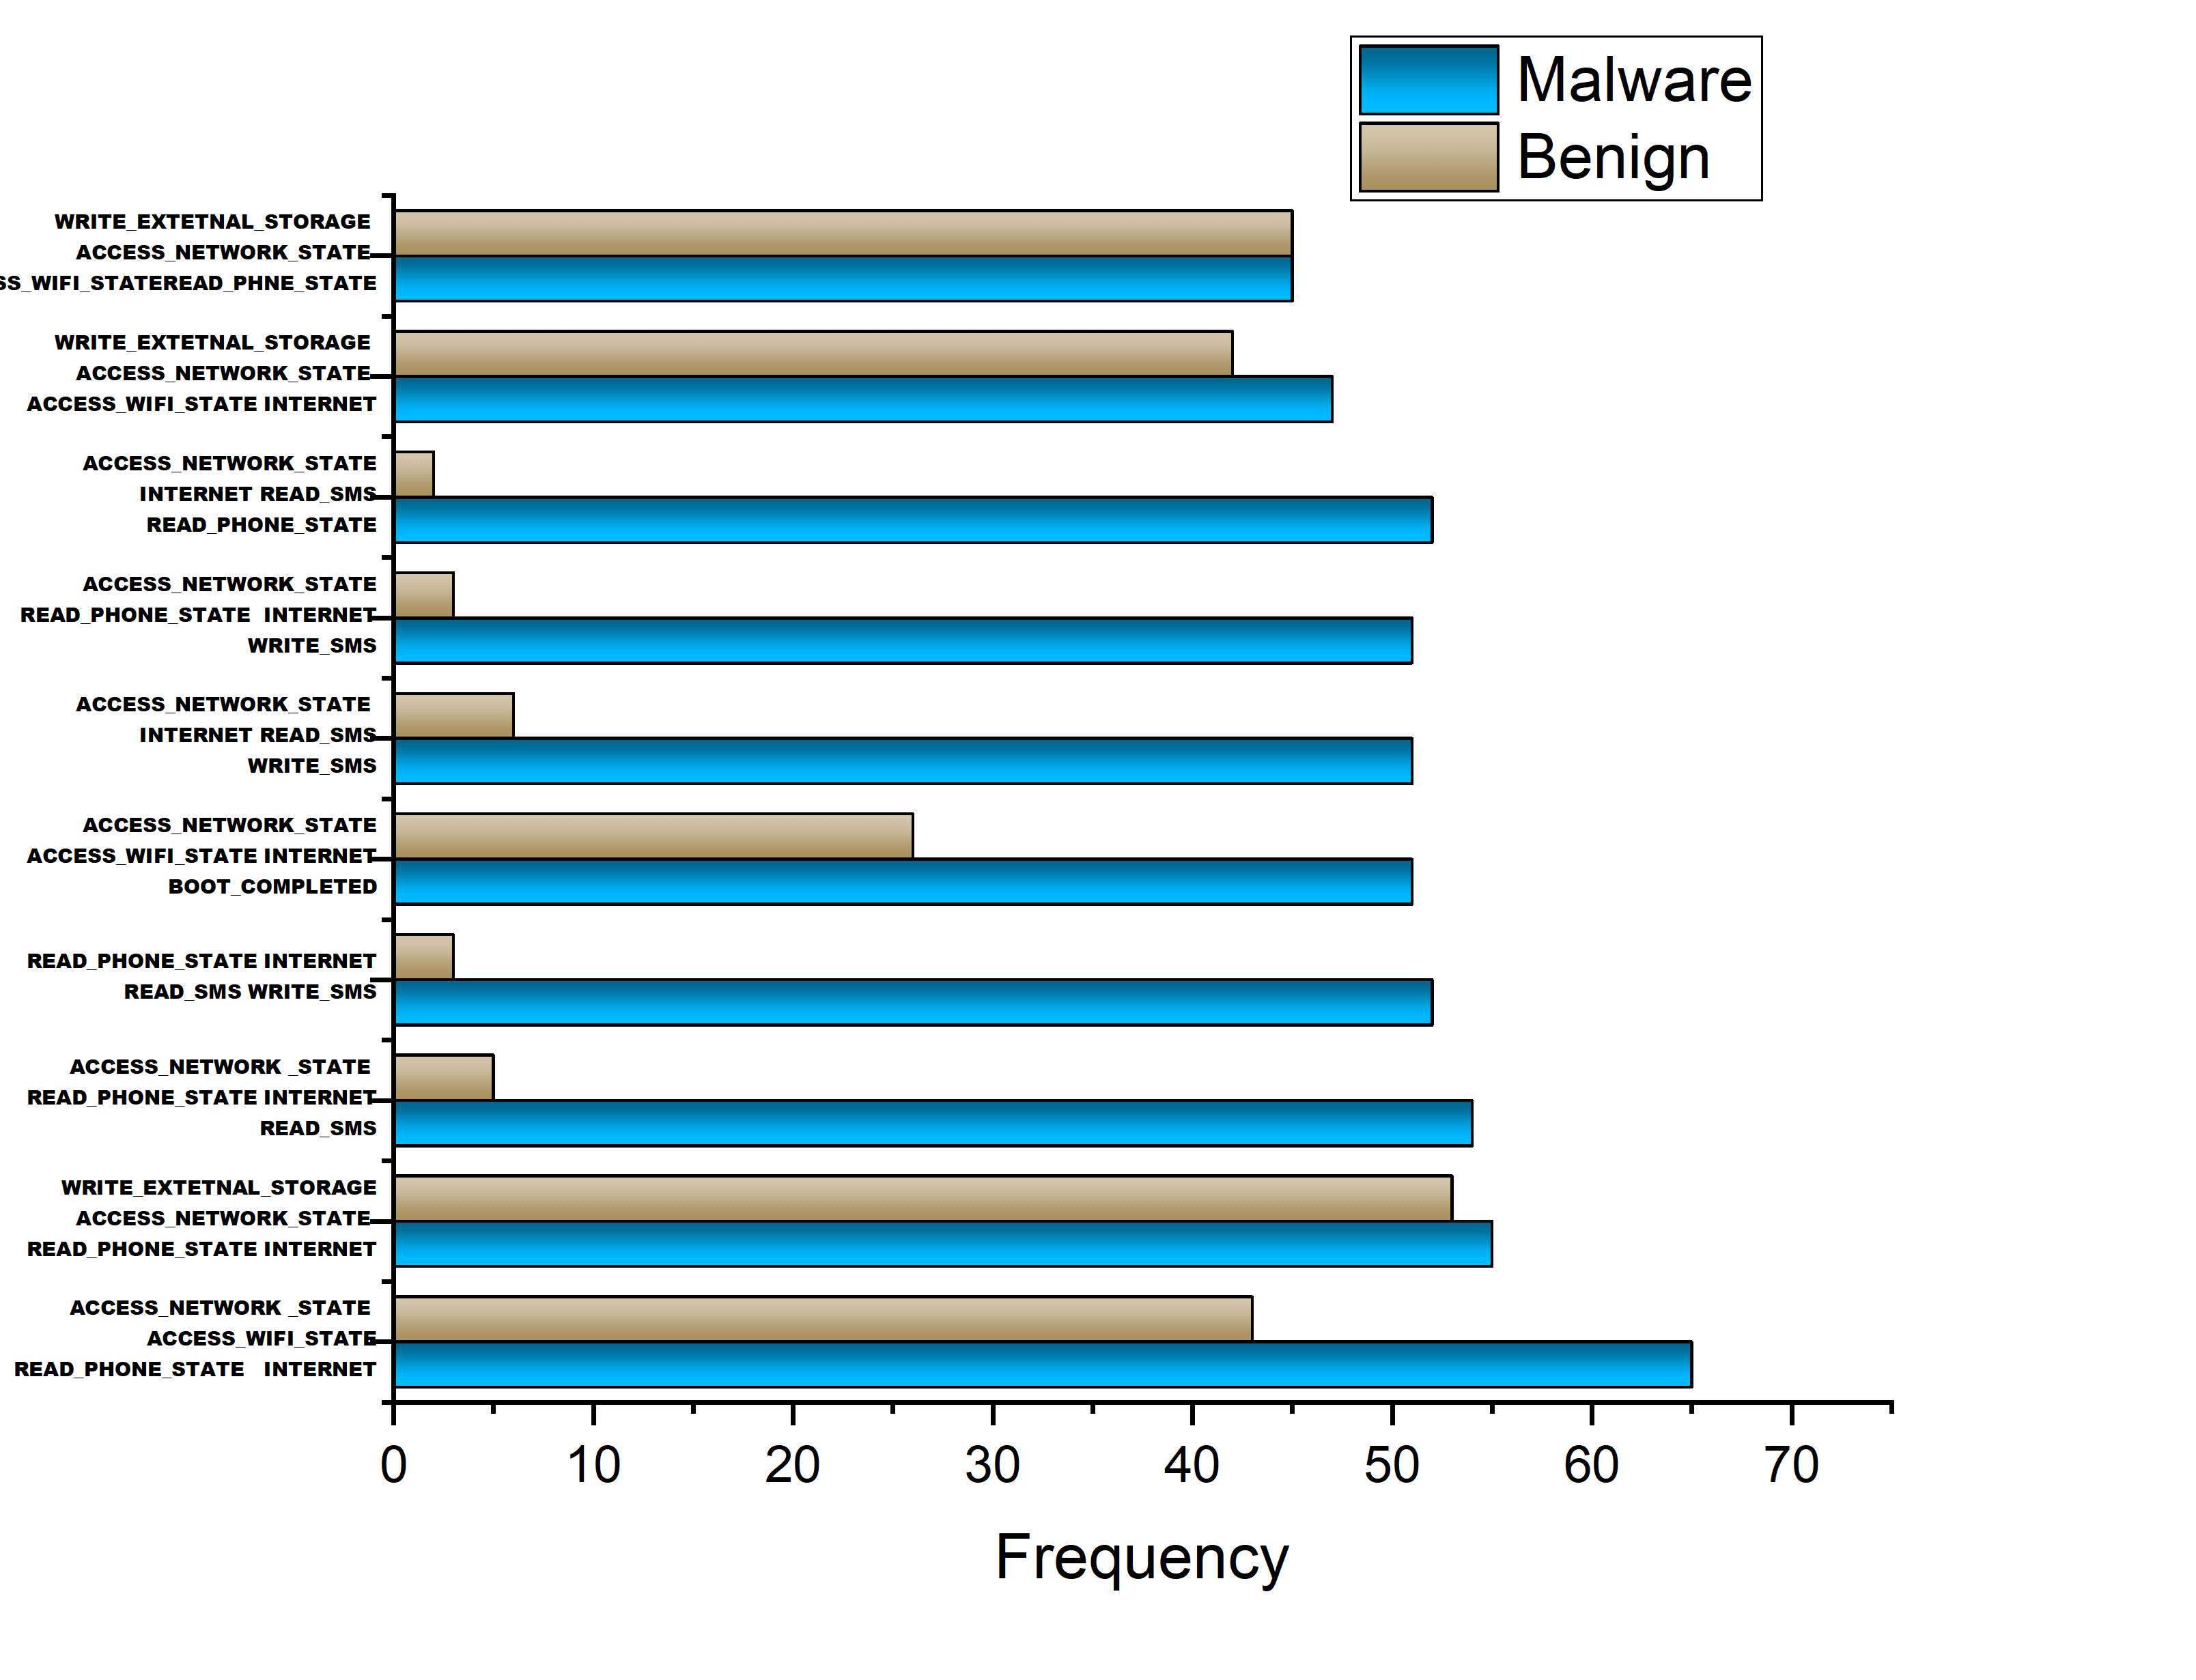 Malware
Benign
WRITE_EXTETNAL_STORAGE
ACCESS_NETWORK_STATE
SS_WIFI_STATEREAD_PHNE_STATE
WRITE_EXTETNAL_STORAGE
ACCESS_NETWORK_STATE
ACCESS_WIFI_STATE INTERNET
ACCESS_NETWORK_STATE
INTERNET READ_SMS
READ_PHONE_STATE
ACCESS_NETWORK_STATE
READ_PHONE_STATE INTERNET
WRITE_SMS
ACCESS_NETWORK_STATE
INTERNET READ_SMS
WRITE_SMS
ACCESS_NETWORK_STATE
ACCESS_WIFI_STATE INTERNET
BOOT_COMPLETED
READ_PHONE_STATE INTERNET
READ_SMS WRITE_SMS
ACCESS_NETWORK _STATE
READ_PHONE_STATE INTERNET
READ_SMS
WRITE_EXTETNAL_STORAGE
ACCESS_NETWORK_STATE
READ_PHONE_STATE INTERNET
ACCESS_NETWORK _STATE
ACCESS_WIFI_STATE
READ_PHONE_STATE INTERNET
0 10 20 30 40 50 60 70
Frequency